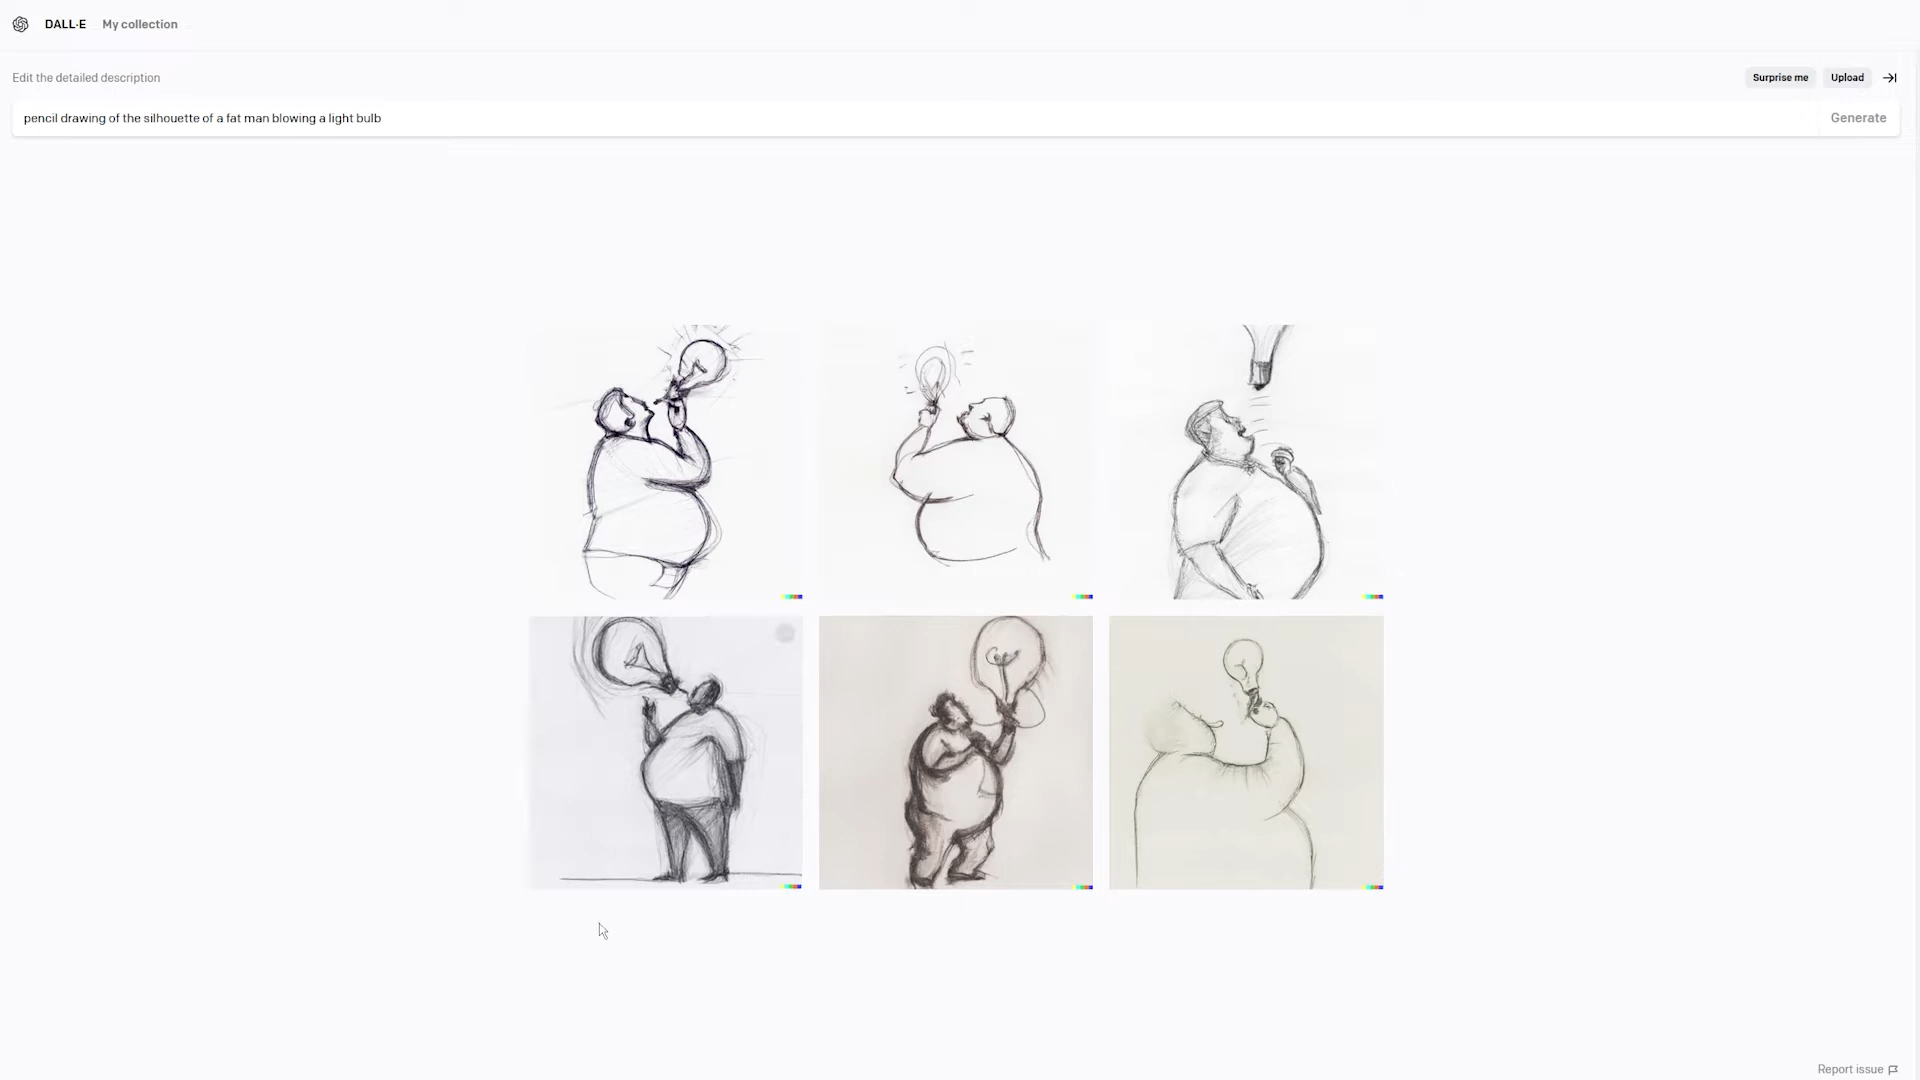 DALL·E My collection
Edit the detailed description
Surprise me Upload
pencil drawing of the silhouette of a fat man blowing a light bulb
Generate
Report issue